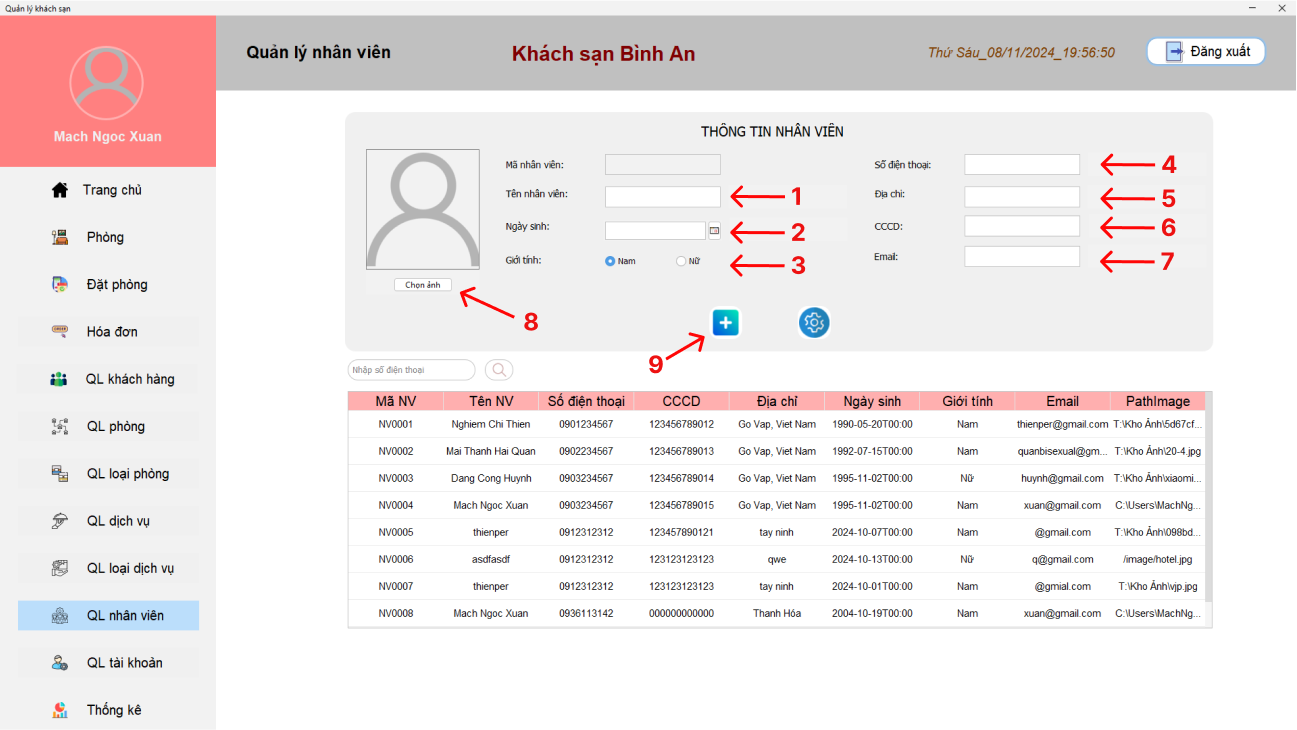 Quản lý khách sạn
Mach Ngoc Xuan
Trang chủ
Phòng
Đặt phòng
Hóa đơn
QL khách hàng
QL phòng
QL loại phòng
QL dịch vụ
QL loại dịch vụ
QL nhân viên
QL tài khoản
Thống kê
Quản lý nhân viên
Khách sạn Bình An
Thứ Sáu_08/11/2024_19:56:50
Đăng xuất
THÔNG TIN NHÂN VIÊN
Chọn ảnh
8
Mã nhân viên:
Tên nhân viên: 1
Ngày sinh: 2
Giới tính: Nam Nữ 3
Số điện thoại: 4
Địa chỉ: 5
CCCD: 6
Email: 7
9
Nhập số điện thoại
Mã NV Tên NV Số điện thoại CCCD Địa chỉ Ngày sinh Giới tính Email PathImage
NV0001 Nghiem Chi Thien 0901234567 123456789012 Go Vap, Viet Nam 1990-05-20T00:00 Nam thienper@gmail.com T:\Kho Ảnh\5d67cf...
NV0002 Mai Thanh Hai Quan 0902234567 123456789013 Go Vap, Viet Nam 1992-07-15T00:00 Nam quanbisexual@gm... T:\Kho Ảnh\20-4.jpg
NV0003 Dang Cong Huynh 0903234567 123456789014 Go Vap, Viet Nam 1995-11-02T00:00 Nữ huynh@gmail.com T:\Kho Ảnh\xiaomi...
NV0004 Mach Ngoc Xuan 0903234567 123456789015 Go Vap, Viet Nam 1995-11-02T00:00 Nam xuan@gmail.com C:\Users\MachNg...
NV0005 thienper 0912312312 123457890121 tay ninh 2024-10-07T00:00 Nam @gmail.com T:\Kho Ảnh\098bd...
NV0006 asdfasdf 0912312312 123123123123 qwe 2024-10-13T00:00 Nữ q@gmail.com /image/hotel.jpg
NV0007 thienper 0912312312 123123123123 tay ninh 2024-10-01T00:00 Nam @gmial.com T:\Kho Ảnh\vjp.jpg
NV0008 Mach Ngoc Xuan 0936113142 000000000000 Thanh Hóa 2004-10-19T00:00 Nam xuan@gmail.com C:\Users\MachNg...